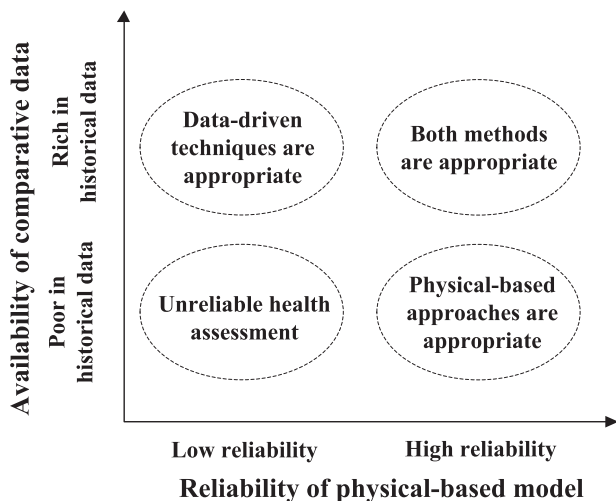 Availability of comparative data
Rich in
historical data
Poor in
historical data
Data-driven
techniques are
appropriate
Both methods
are appropriate
Unreliable health
assessment
Physical-based
approaches are
appropriate
Low reliability
High reliability
Reliability of physical-based model